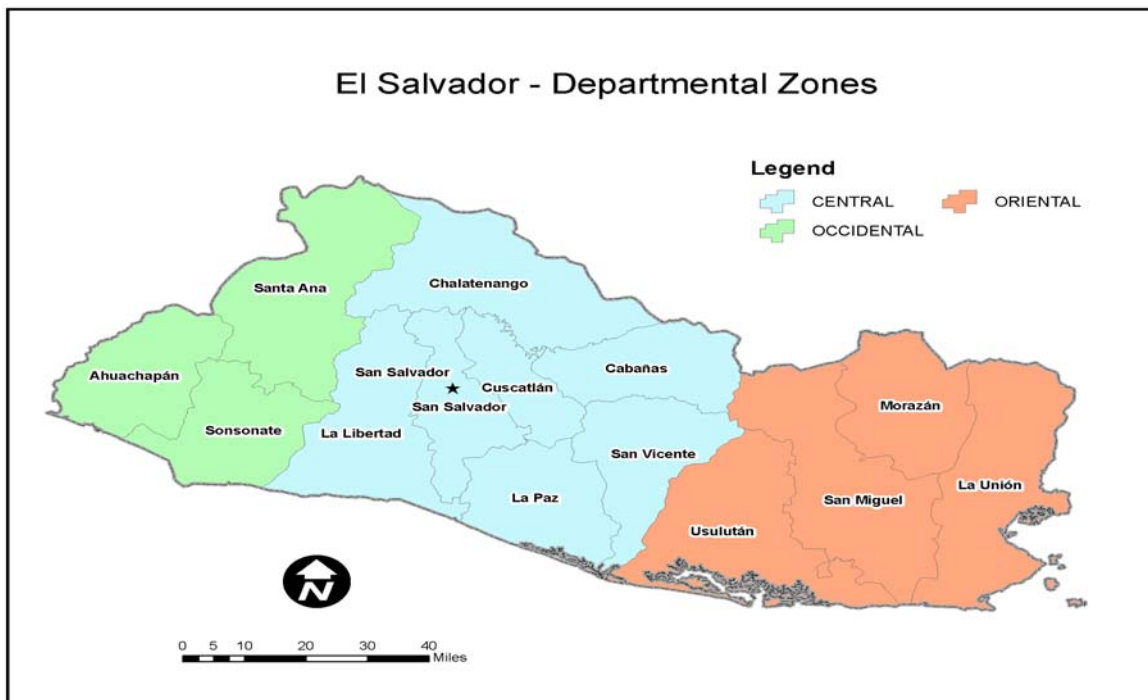 El Salvador - Departmental Zones
Legend
CENTRAL
ORIENTAL
OCCIDENTAL
Santa Ana
Chalatenango
Ahuachapán
San Salvador
Cuscatlán
Cabañas
San Salvador
Sonsonate
La Libertad
Morazán
San Vicente
La Paz
La Unión
San Miguel
Usulután
N
0 5 10 20 30 40
Miles